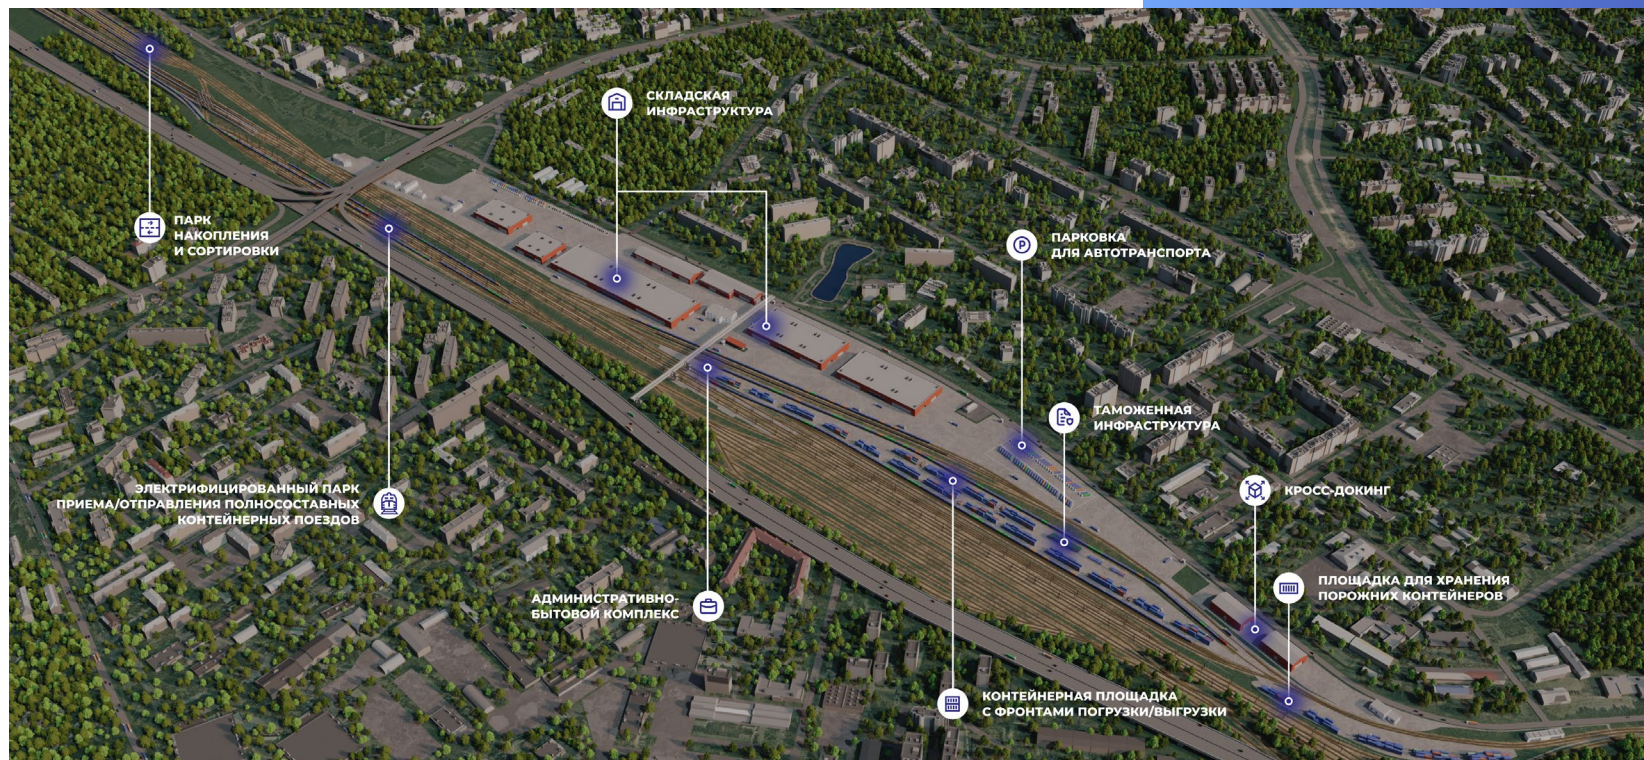 СКЛАДСКАЯ
ИНФРАСТРУКТУРА
ПАРК
НАКОПЛЕНИЯ
И СОРТИРОВКИ
P
ПАРКОВКА
ДЛЯ АВТОТРАНСПОРТА
ТАМОЖЕННАЯ
ИНФРАСТРУКТУРА
ЭЛЕКТРИФИЦИРОВАННЫЙ ПАРК
ПРИЕМА/ОТПРАВЛЕНИЯ ПОЛНОСОСТАВНЫХ
КОНТЕЙНЕРНЫХ ПОЕЗДОВ
КРОСС-ДОКИНГ
ПЛОЩАДКА ДЛЯ ХРАНЕНИЯ
ПОРОЖНИХ КОНТЕЙНЕРОВ
АДМИНИСТРАТИВНО-
БЫТОВОЙ КОМПЛЕКС
КОНТЕЙНЕРНАЯ ПЛОЩАДКА
С ФРОНТАМИ ПОГРУЗКИ/ВЫГРУЗКИ